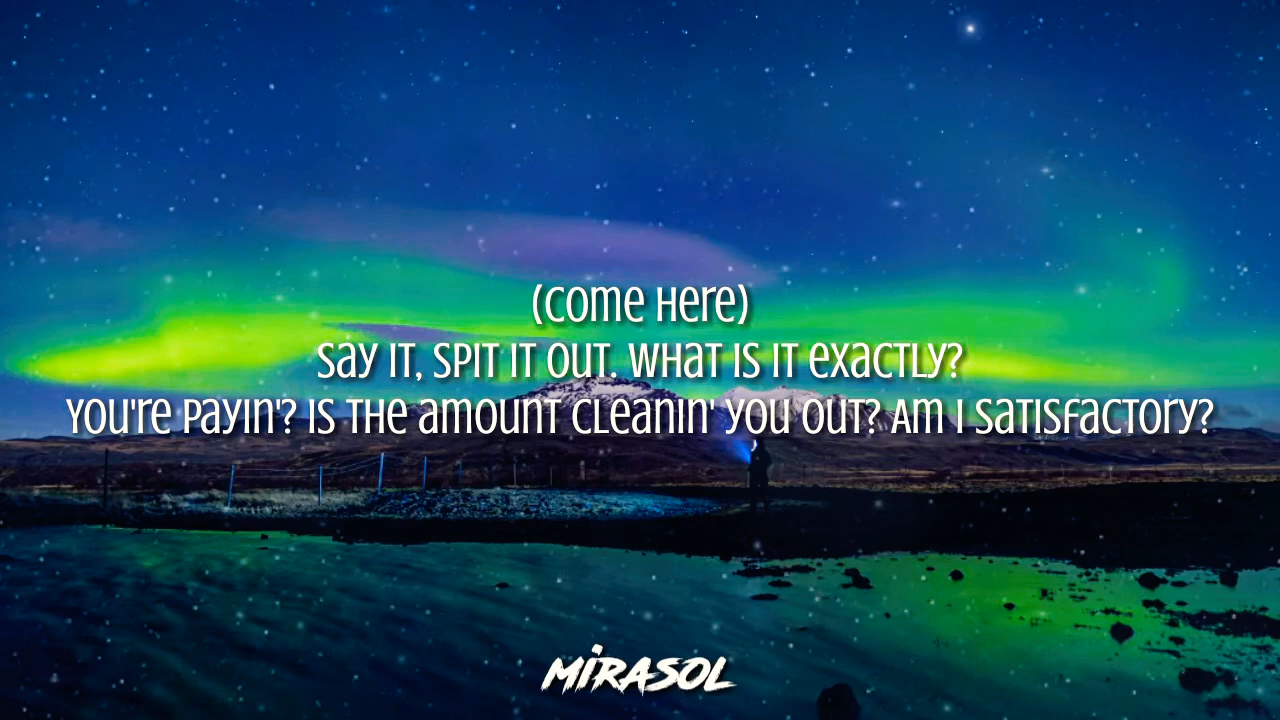 (Come Here)
Say it, spit it out. What is it exactly?
You're payin'? Is the amount cleanin' you out? Am I satisfactory?
MIRASOL